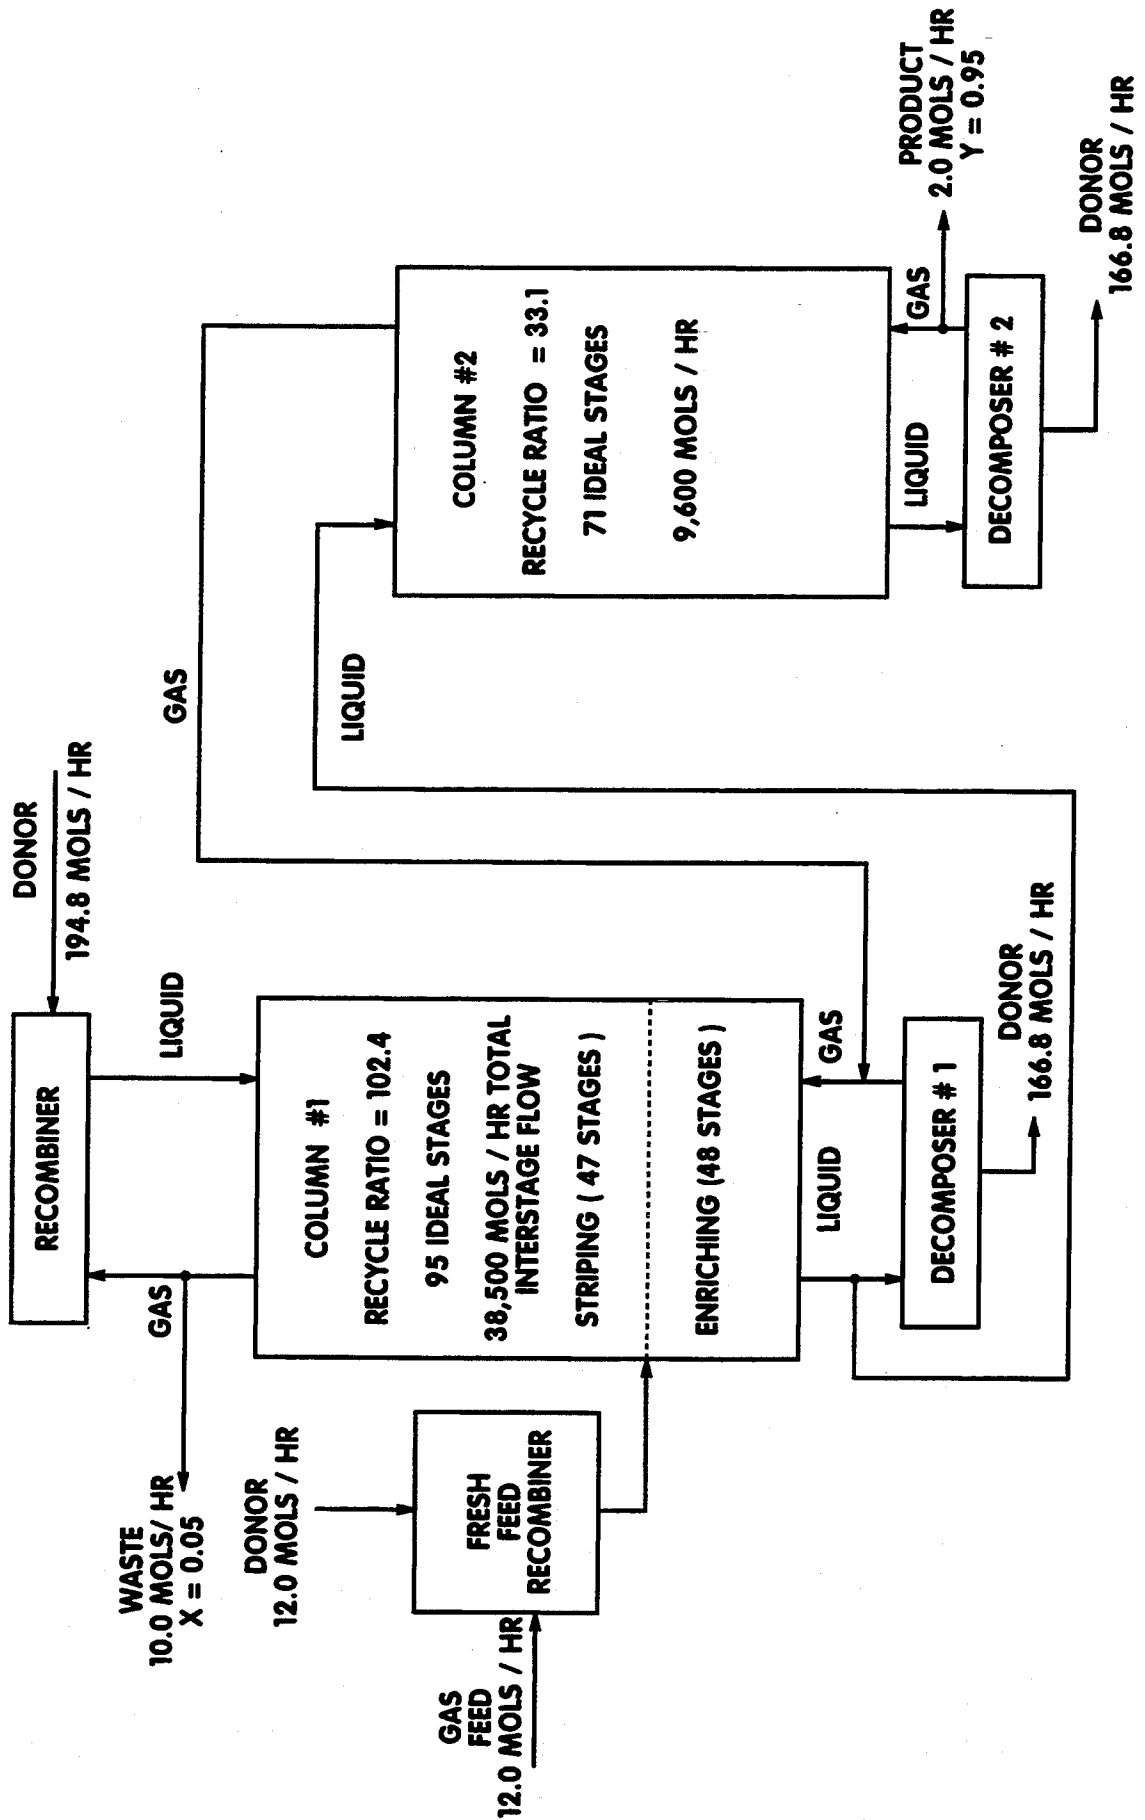 DONOR
194.8 MOLS / HR
RECOMBINER
GAS
LIQUID
WASTE
10.0 MOLS/ HR
X = 0.05
DONOR
12.0 MOLS / HR
GAS
FEED
12.0 MOLS / HR
FRESH
FEED
RECOMBINER
COLUMN #1
RECYCLE RATIO = 102.4
95 IDEAL STAGES
38,500 MOLS / HR TOTAL
INTERSTAGE FLOW
STRIPING ( 47 STAGES )
ENRICHING (48 STAGES )
LIQUID
GAS
DECOMPOSER # 1
DONOR
166.8 MOLS / HR
GAS
LIQUID
COLUMN #2
RECYCLE RATIO = 33.1
71 IDEAL STAGES
9,600 MOLS / HR
LIQUID
GAS
PRODUCT
2.0 MOLS / HR
Y = 0.95
DECOMPOSER # 2
DONOR
166.8 MOLS / HR